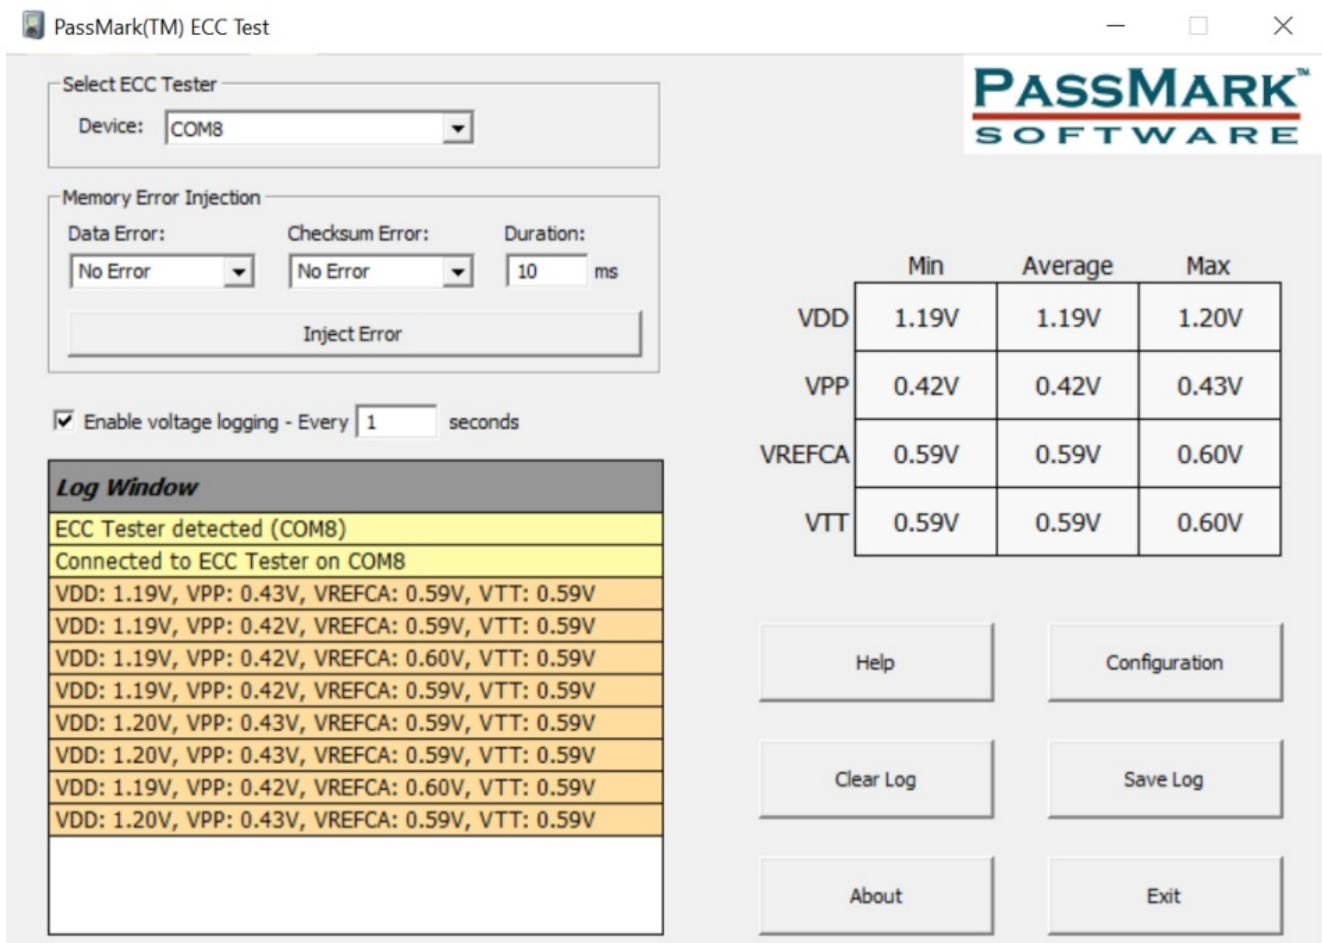 PassMark(TM) ECC Test
PASSMARK™
SOFTWARE
Select ECC Tester
Device: COM8
Memory Error Injection
Data Error: Checksum Error: Duration:
No Error No Error 10 ms
Inject Error
Enable voltage logging - Every 1 seconds
Log Window
ECC Tester detected (COM8)
Connected to ECC Tester on COM8
VDD: 1.19V, VPP: 0.43V, VREFCA: 0.59V, VTT: 0.59V
VDD: 1.19V, VPP: 0.42V, VREFCA: 0.59V, VTT: 0.59V
VDD: 1.19V, VPP: 0.42V, VREFCA: 0.60V, VTT: 0.59V
VDD: 1.19V, VPP: 0.42V, VREFCA: 0.59V, VTT: 0.59V
VDD: 1.20V, VPP: 0.43V, VREFCA: 0.59V, VTT: 0.59V
VDD: 1.20V, VPP: 0.43V, VREFCA: 0.59V, VTT: 0.59V
VDD: 1.19V, VPP: 0.42V, VREFCA: 0.60V, VTT: 0.59V
VDD: 1.20V, VPP: 0.43V, VREFCA: 0.59V, VTT: 0.59V
Min Average Max
VDD 1.19V 1.19V 1.20V
VPP 0.42V 0.42V 0.43V
VREFCA 0.59V 0.59V 0.60V
VTT 0.59V 0.59V 0.60V
Help Configuration
Clear Log Save Log
About Exit